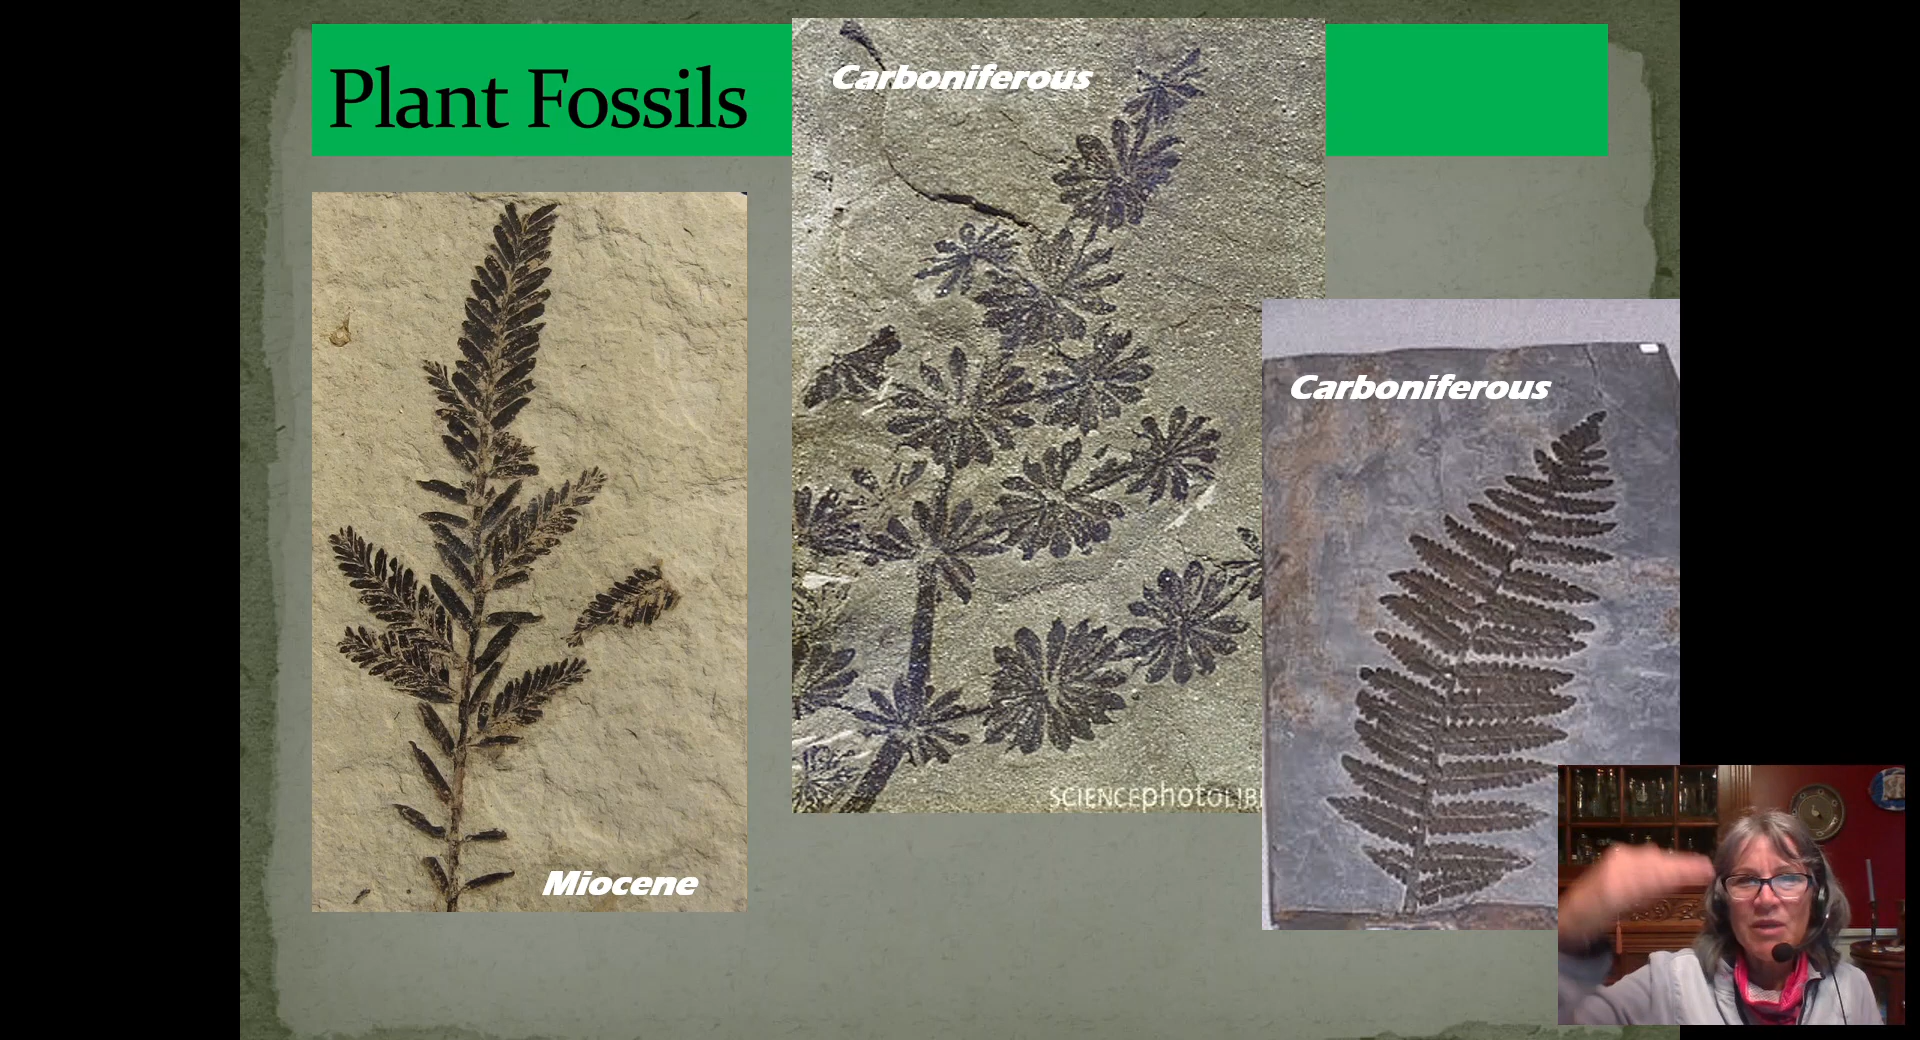 Plant Fossils
Carboniferous
Carboniferous
Miocene
SCIENCEphotoLIB